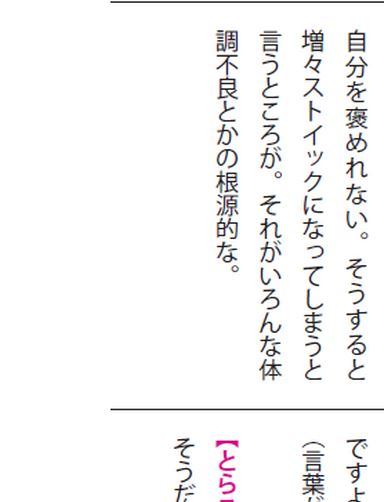 自分を褒めれない。そうすると
増々ストイックになってしまうと
言うところが。それがいろんな体
調不良とかの根源的な。
ですよ
（言葉が
【とら
そうだ